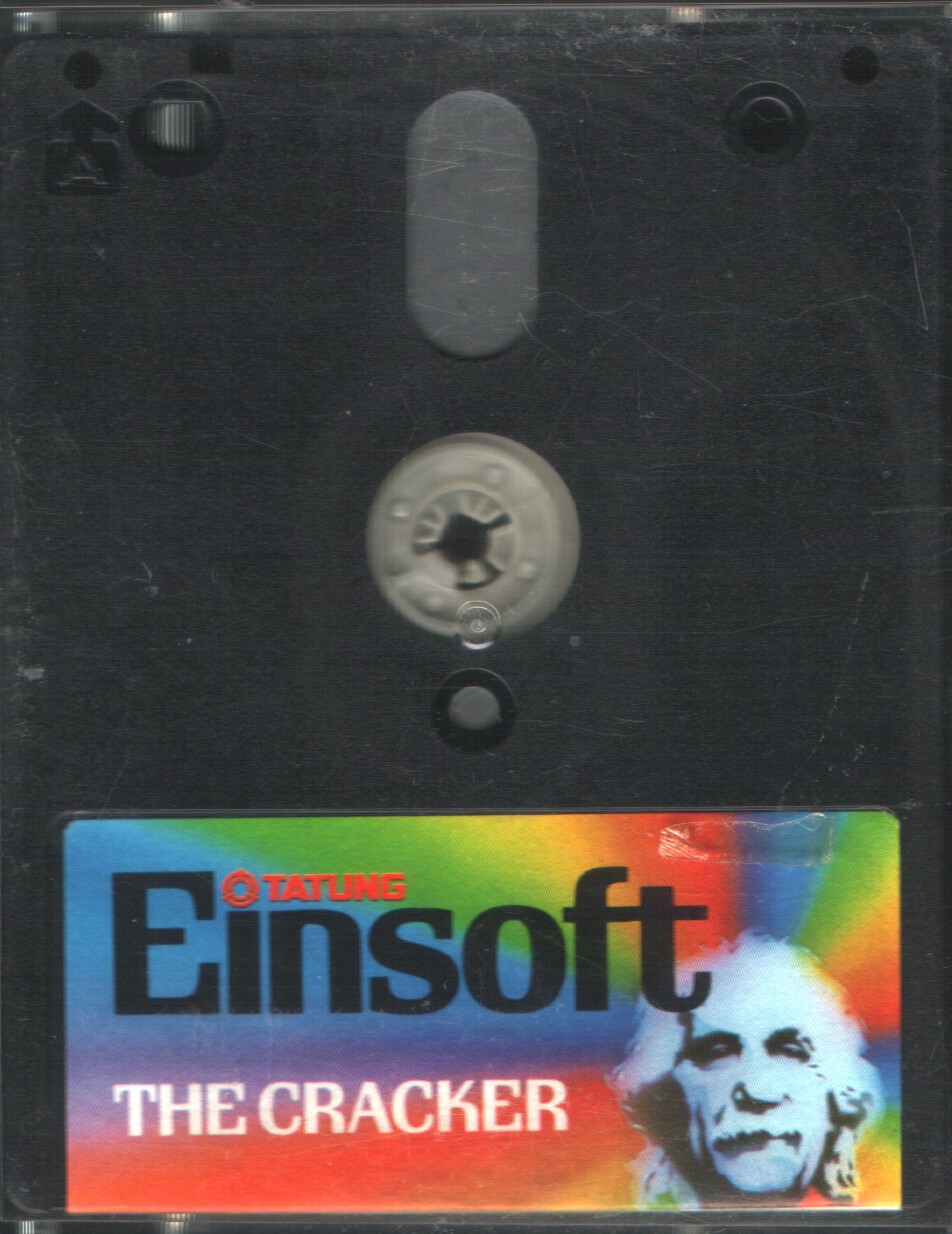 A
TATUNG
Einsoft
THE CRACKER